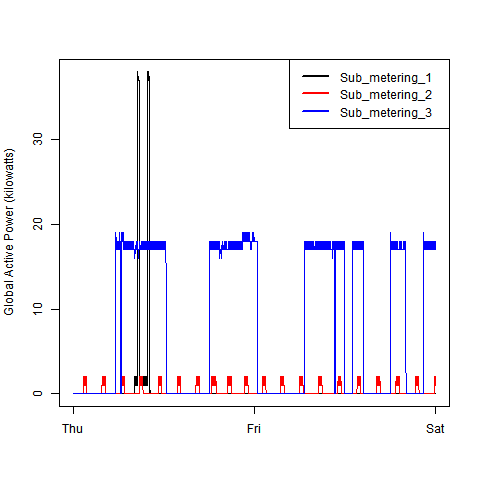 Sub_metering_1
Sub_metering_2
Sub_metering_3
Global Active Power (kilowatts)
30
20
10
0
Thu Fri Sat